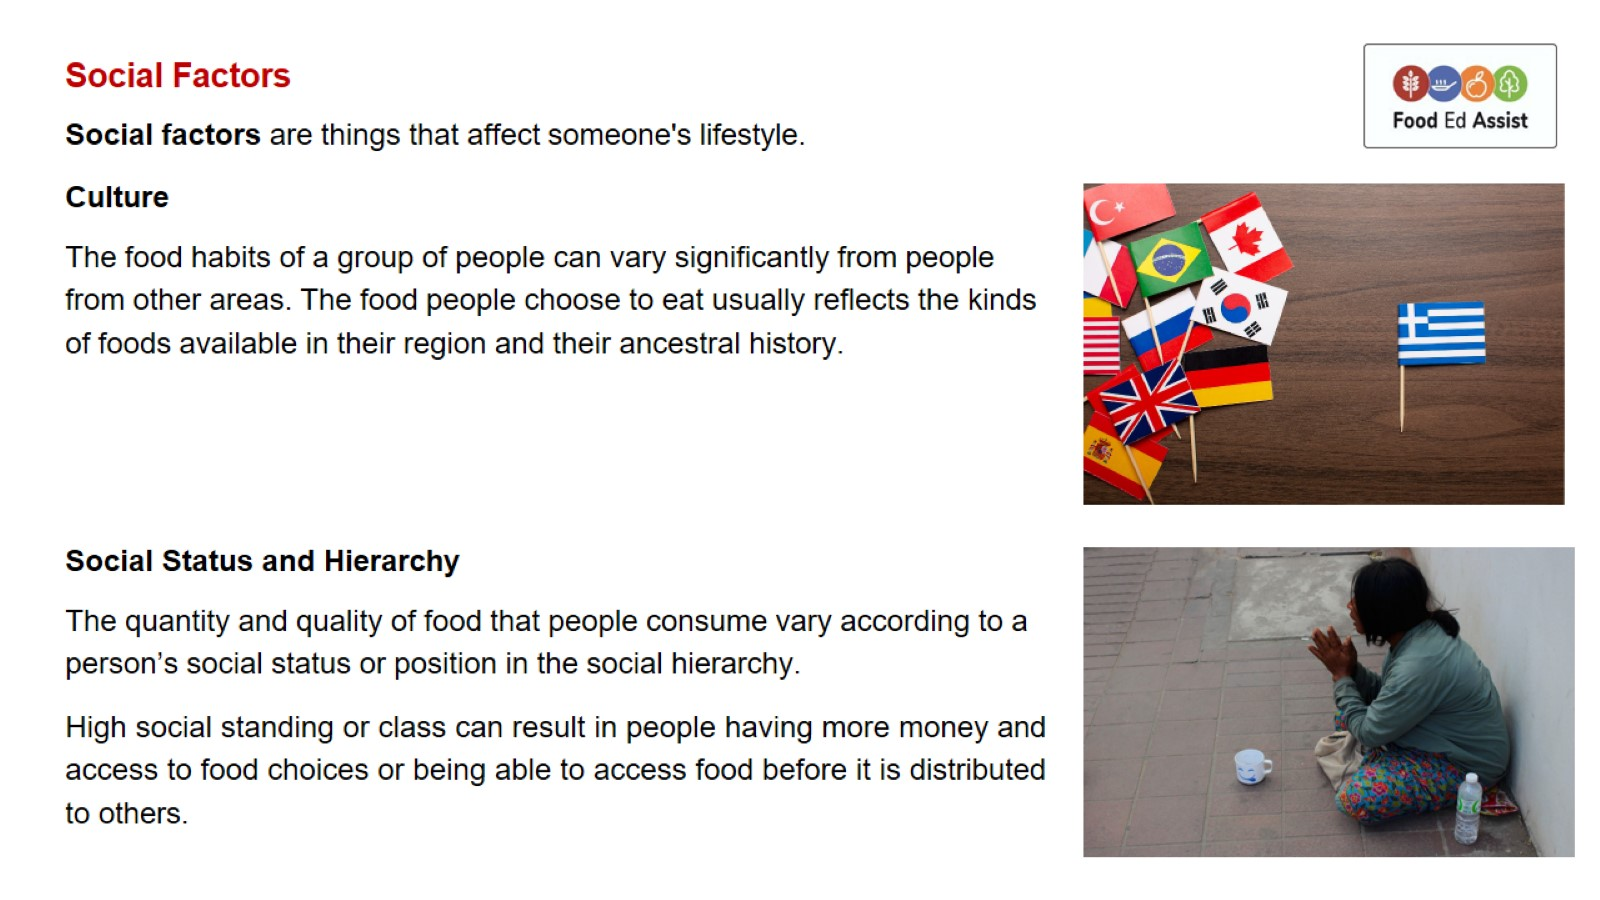 Social Factors
Food Ed Assist
Social factors are things that affect someone's lifestyle.
Culture
The food habits of a group of people can vary significantly from people
from other areas. The food people choose to eat usually reflects the kinds
of foods available in their region and their ancestral history.
Social Status and Hierarchy
The quantity and quality of food that people consume vary according to a
person’s social status or position in the social hierarchy.
High social standing or class can result in people having more money and
access to food choices or being able to access food before it is distributed
to others.